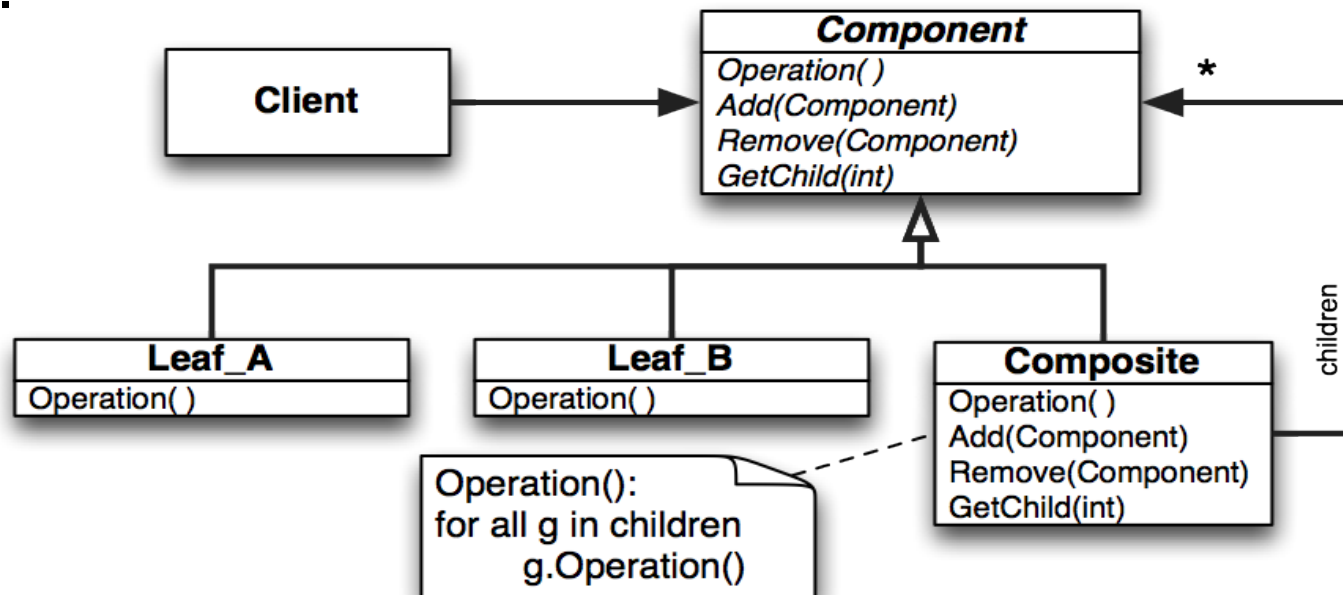 Component
Operation( )
Add(Component)
Remove(Component)
GetChild(int)
*
Client
children
Leaf_A
Operation( )
Leaf_B
Operation( )
Composite
Operation( )
Add(Component)
Remove(Component)
GetChild(int)
Operation():
for all g in children
g.Operation()